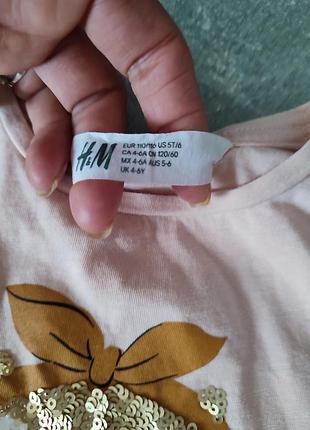 H&M
EUR 110/116 US 5T/6
CA 4-6A CN 120/60
MX 4-6A AUS 5-6
UK 4-6Y